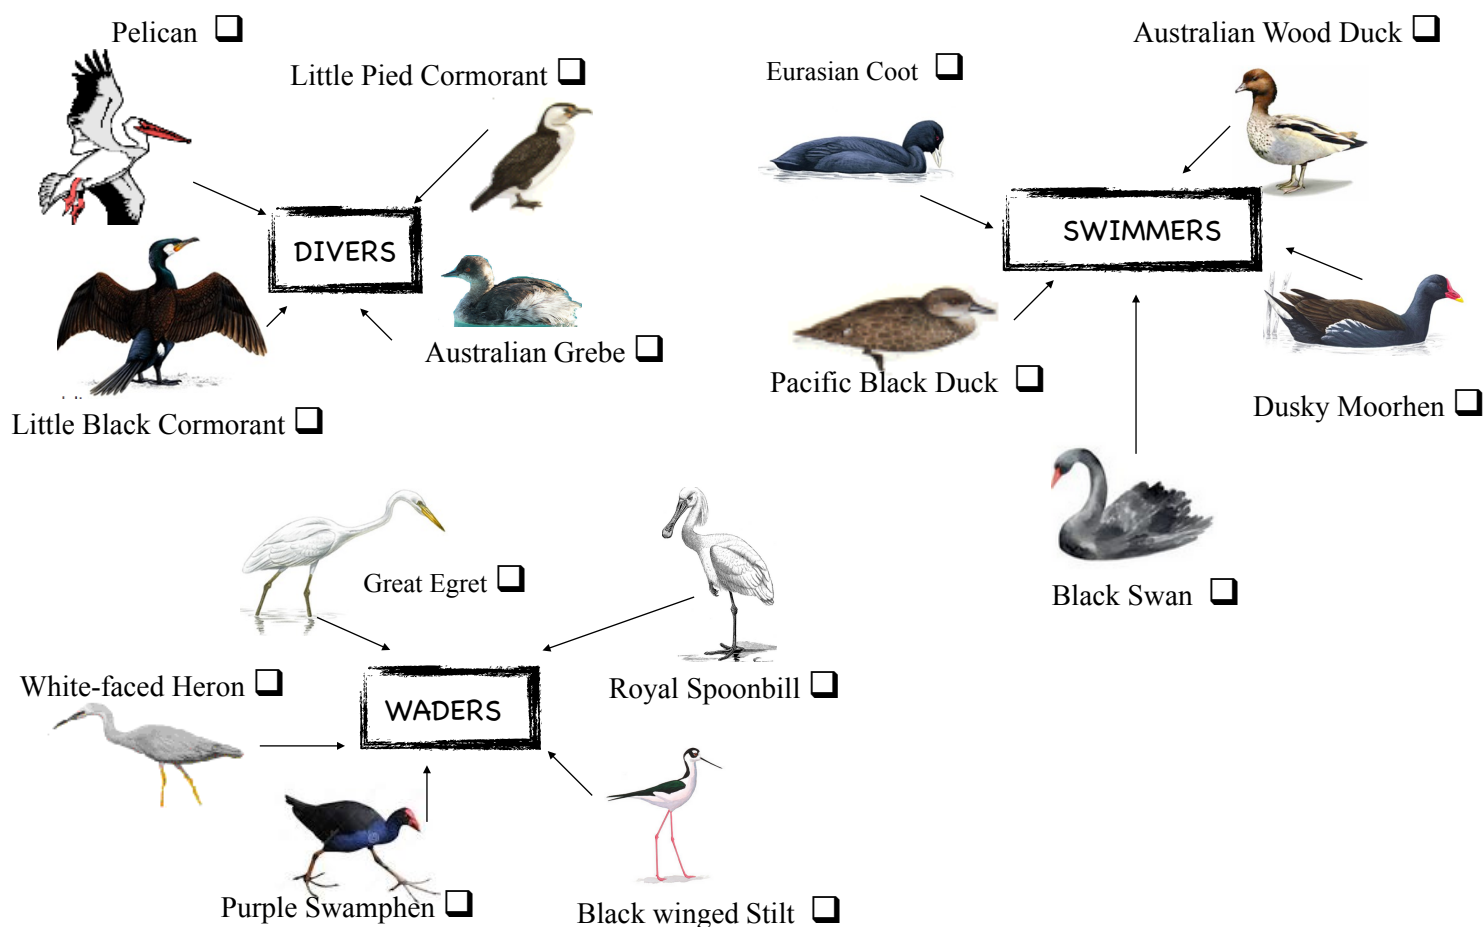 Pelican
Little Pied Cormorant
DIVERS
Australian Grebe
Little Black Cormorant
Australian Wood Duck
Eurasian Coot
SWIMMERS
Pacific Black Duck
Dusky Moorhen
Black Swan
Great Egret
White-faced Heron
Royal Spoonbill
WADERS
Purple Swamphen
Black winged Stilt